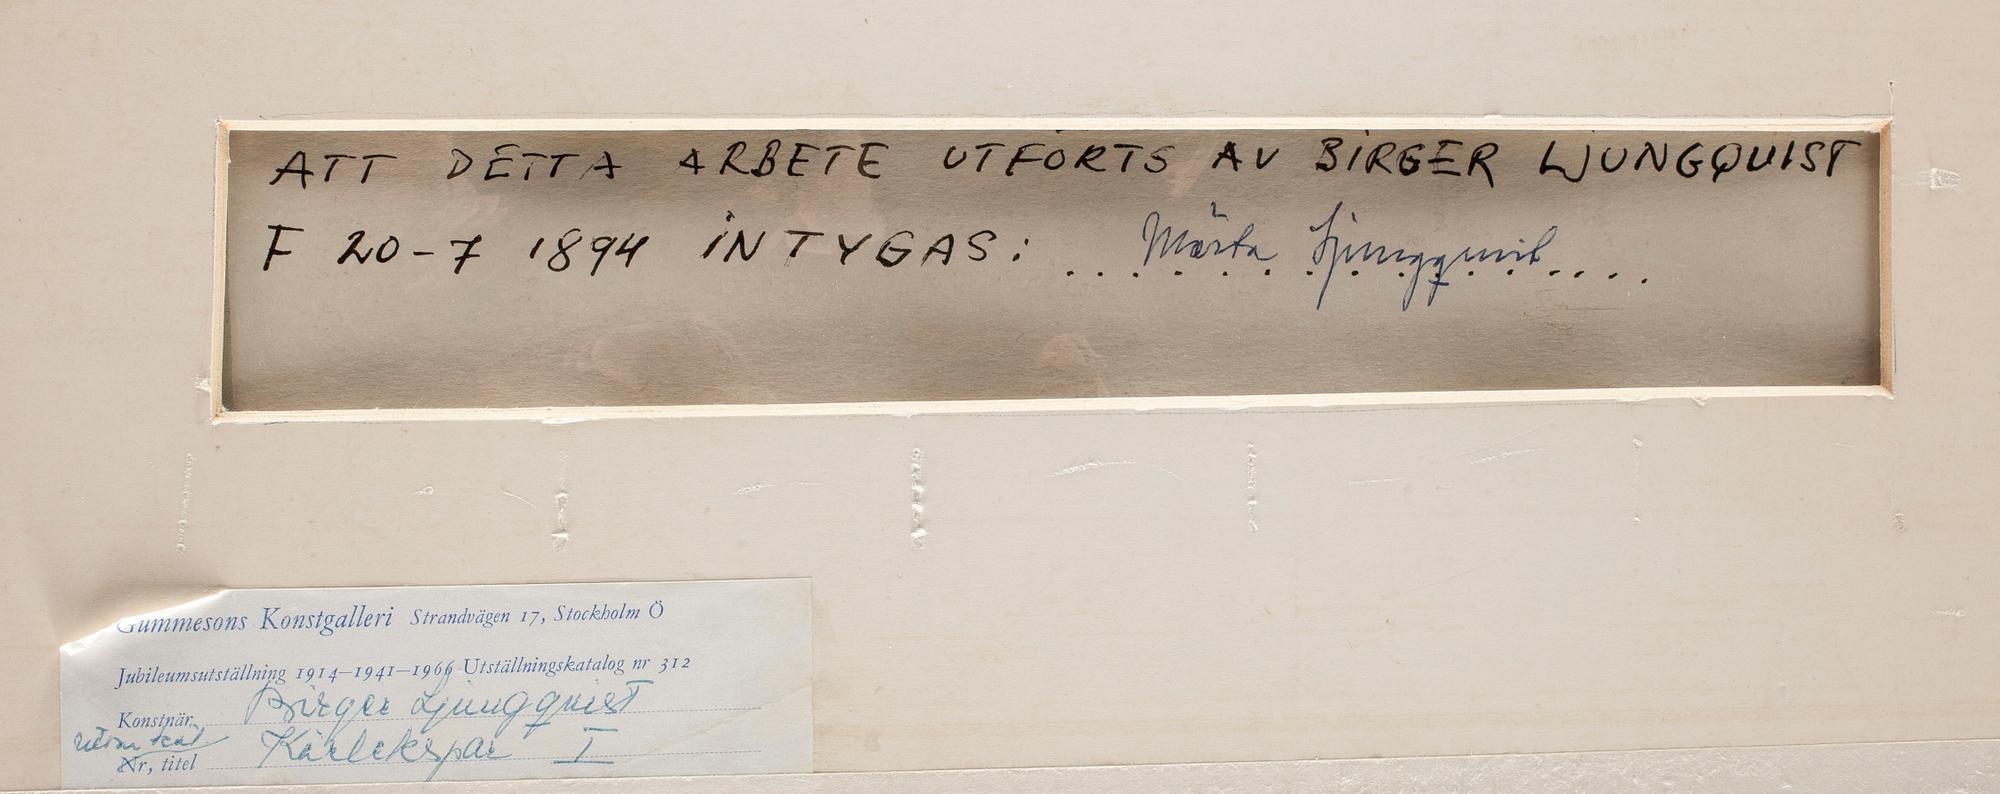 ATT DETTA ARBETE UTFÖRTS AV BIRGER LJUNGQUIST
F 20-7 1894 INTYGAS: Märta Ljungquist
Gummesons Konstgalleri Strandvägen 17, Stockholm Ö
Jubileumsutställning 1914—1941—1966 Utställningskatalog nr 312
Konstnär Birger Ljungquist
utom kat
Nr, titel Kärlekspar I